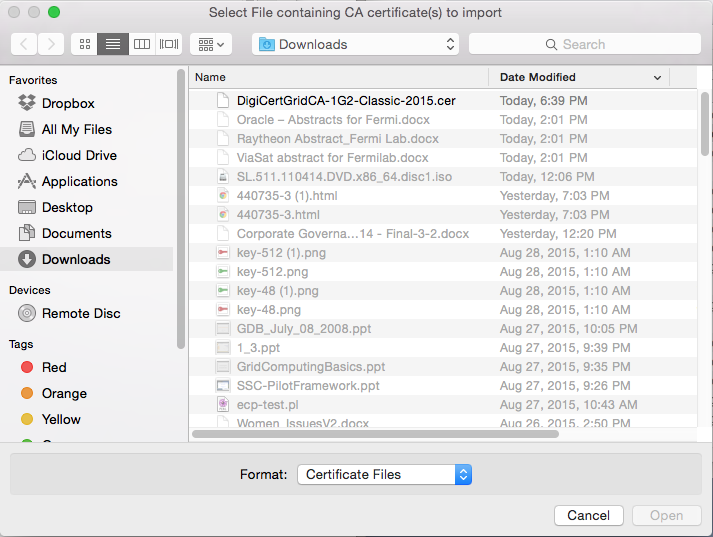 Select File containing CA certificate(s) to import
Downloads
Search
Favorites
Dropbox
All My Files
iCloud Drive
Applications
Desktop
Documents
Downloads
Devices
Remote Disc
Tags
Red
Orange
Yellow
Name Date Modified
DigiCertGridCA-1G2-Classic-2015.cer Today, 6:39 PM
Oracle – Abstracts for Fermi.docx Today, 2:01 PM
Raytheon Abstract_Fermi Lab.docx Today, 2:01 PM
ViaSat abstract for Fermilab.docx Today, 2:01 PM
SL.511.110414.DVD.x86_64.disc1.iso Today, 12:06 PM
440735-3 (1).html Yesterday, 7:03 PM
440735-3.html Yesterday, 7:03 PM
Corporate Governa...14 - Final-3-2.docx Yesterday, 12:20 PM
key-512 (1).png Aug 28, 2015, 1:10 AM
key-512.png Aug 28, 2015, 1:10 AM
key-48 (1).png Aug 28, 2015, 1:10 AM
key-48.png Aug 28, 2015, 1:10 AM
GDB_July_08_2008.ppt Aug 27, 2015, 10:05 PM
1_3.ppt Aug 27, 2015, 9:39 PM
GridComputingBasics.ppt Aug 27, 2015, 9:35 PM
SSC-PilotFramework.ppt Aug 27, 2015, 9:26 PM
ecp-test.pl Aug 27, 2015, 10:43 AM
Women_IssuesV2.docx Aug 26, 2015, 2:50 PM
Format: Certificate Files
Cancel Open